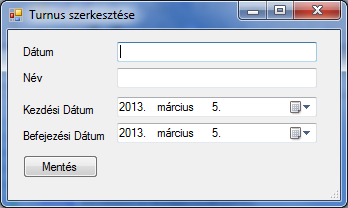 Turnus szerkesztése
Dátum
Név
Kezdési Dátum 2013. március 5.
Befejezési Dátum 2013. március 5.
Mentés